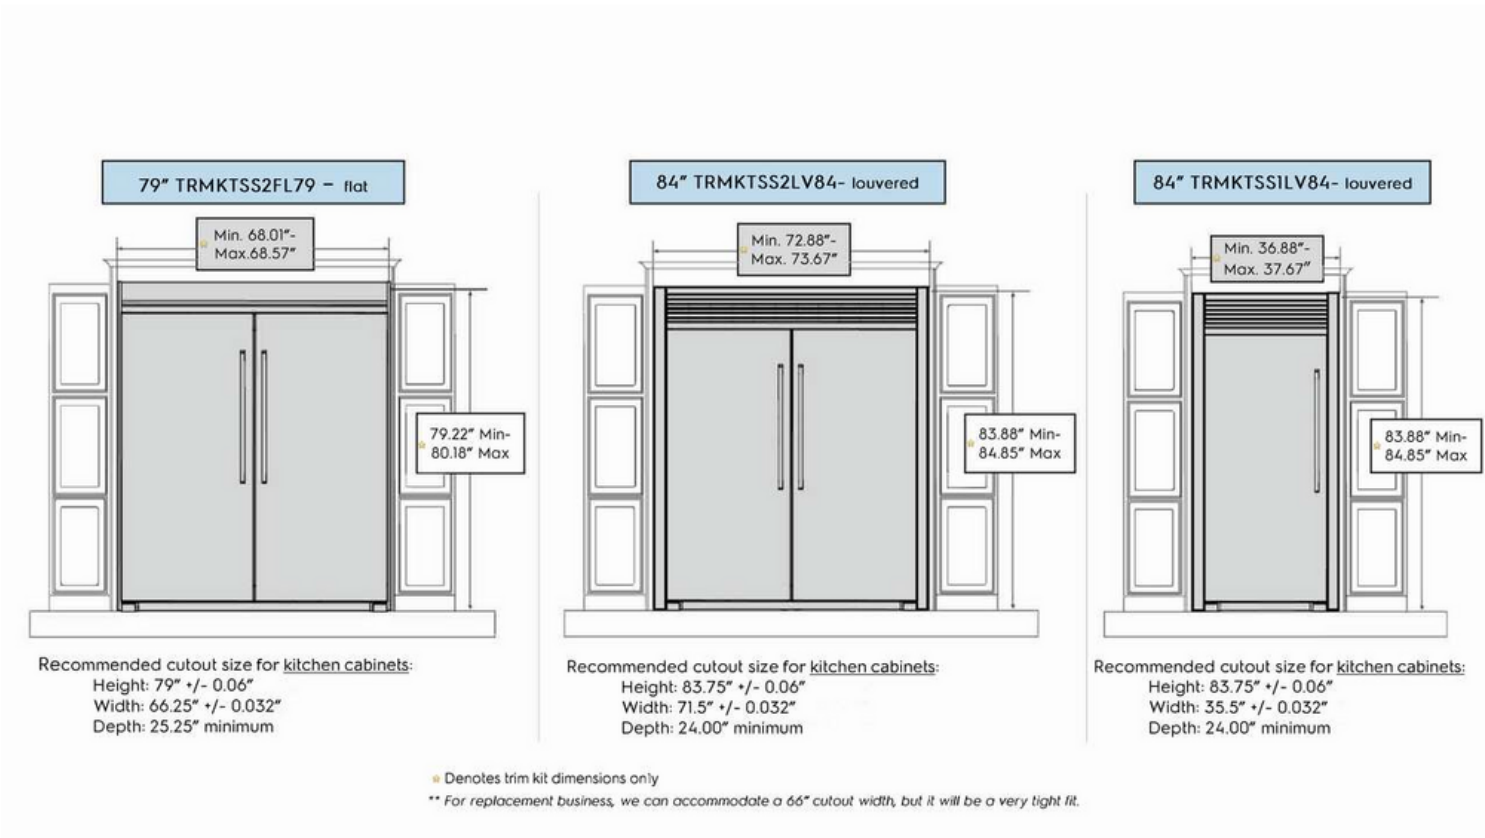 79” TRMKTSS2FL79 – flat
Min. 68.01”-
Max.68.57”
79.22” Min-
80.18” Max
Recommended cutout size for kitchen cabinets:
Height: 79” +/- 0.06”
Width: 66.25” +/- 0.032”
Depth: 25.25” minimum
84” TRMKTSS2LV84- louvered
Min. 72.88”-
Max. 73.67”
83.88” Min-
84.85” Max
Recommended cutout size for kitchen cabinets:
Height: 83.75” +/- 0.06”
Width: 71.5” +/- 0.032”
Depth: 24.00” minimum
84” TRMKTSS1LV84- louvered
Min. 36.88”-
Max. 37.67”
83.88” Min-
84.85” Max
Recommended cutout size for kitchen cabinets:
Height: 83.75” +/- 0.06”
Width: 35.5” +/- 0.032”
Depth: 24.00” minimum
Denotes trim kit dimensions only
** For replacement business, we can accommodate a 66” cutout width, but it will be a very tight fit.